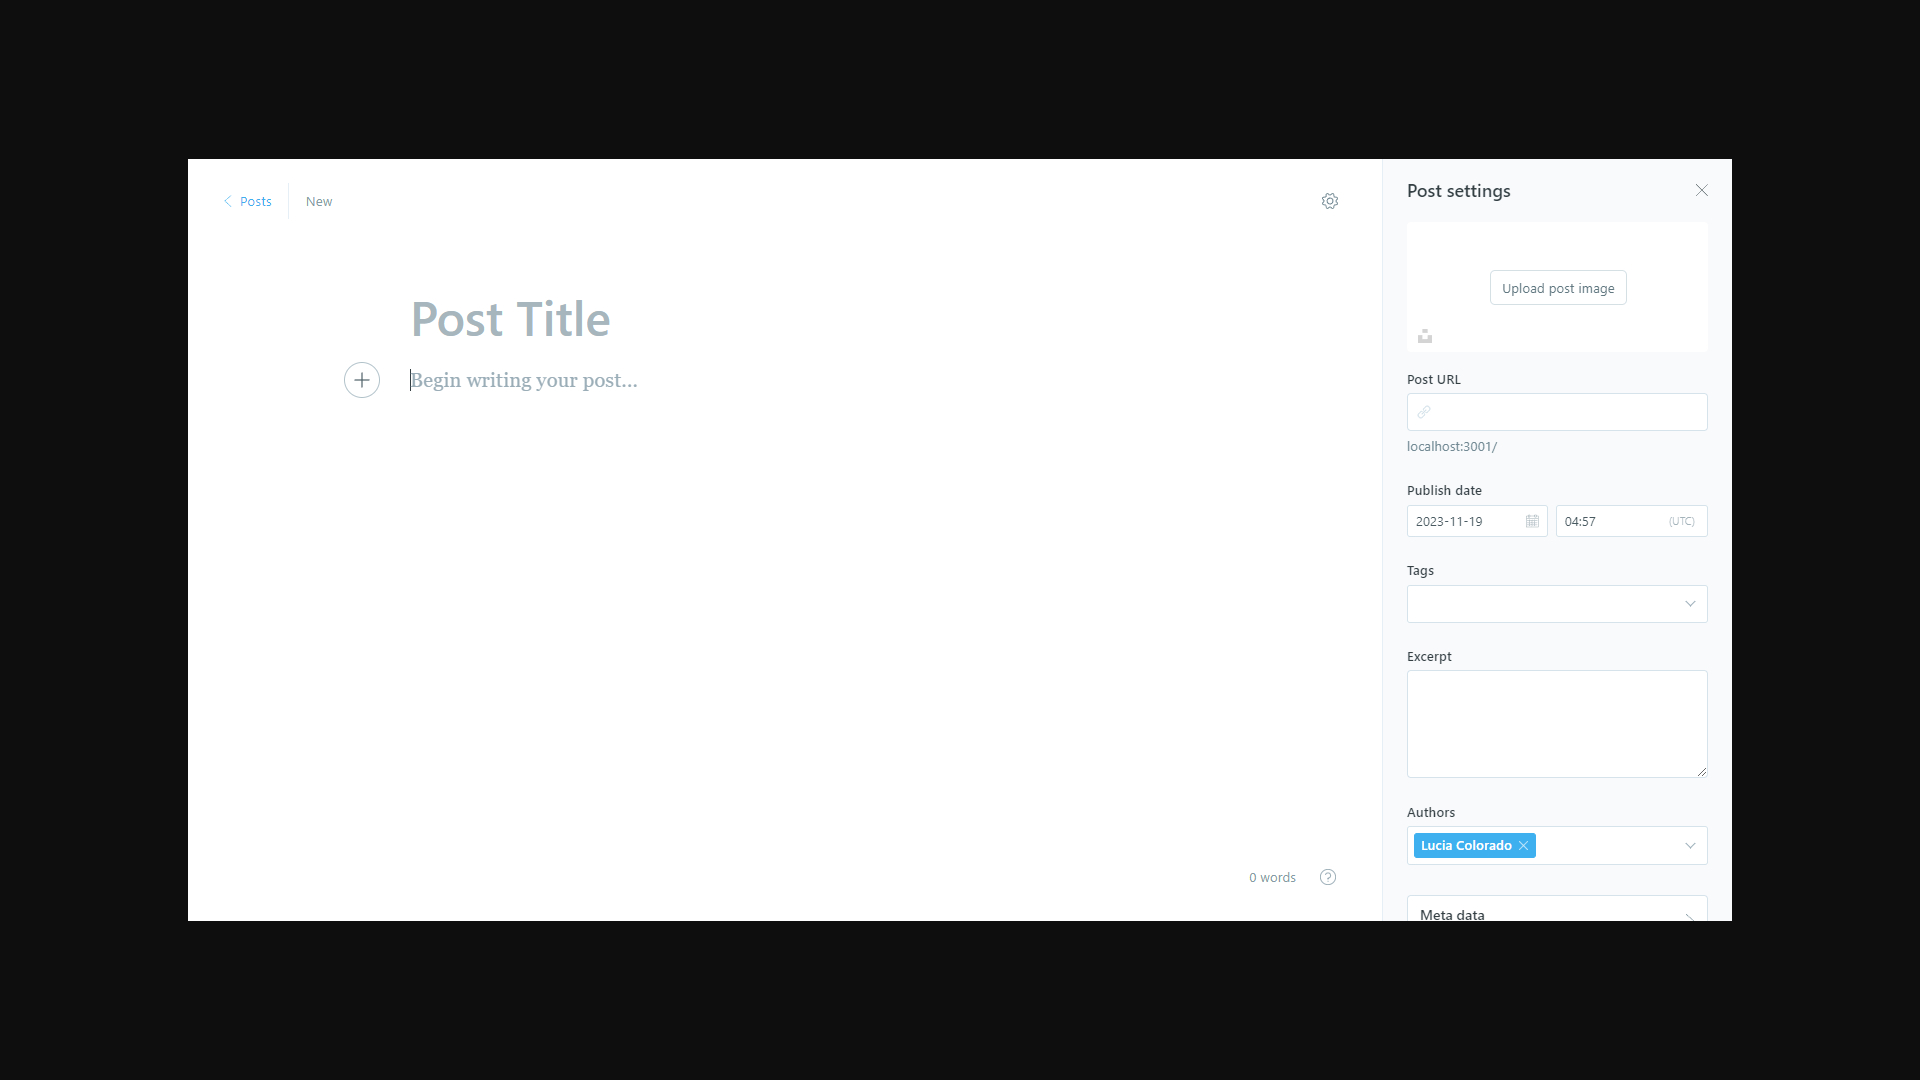 Posts
New
Post Title
Begin writing your post...
0 words
Post settings
Upload post image
Post URL
localhost:3001/
Publish date
2023-11-19
04:57 (UTC)
Tags
Excerpt
Authors
Lucia Colorado
Meta data